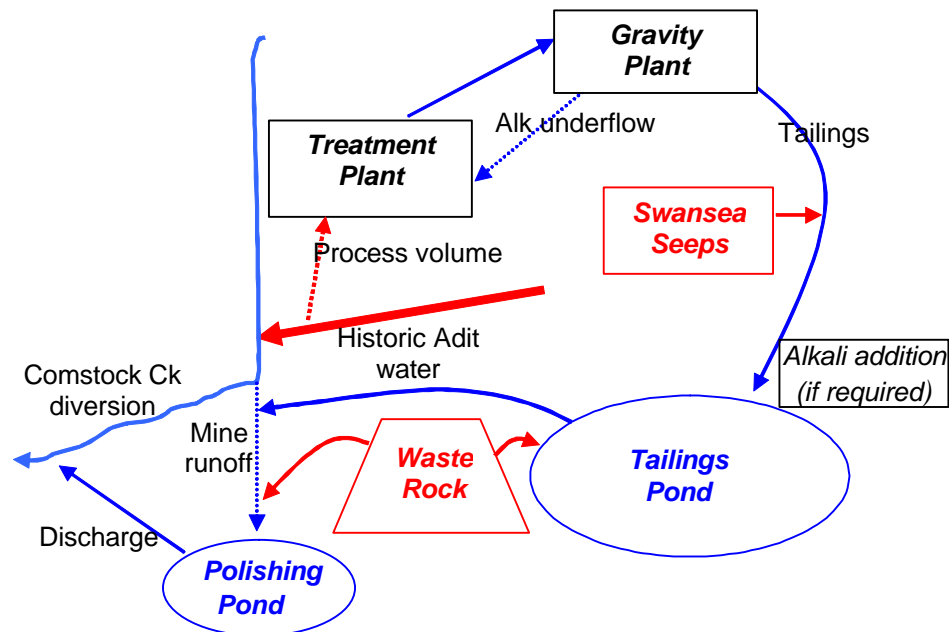 Gravity
Plant
Alk underflow
Tailings
Treatment
Plant
Swansea
Seeps
Process volume
Historic Adit
water
Alkali addition
(if required)
Comstock Ck
diversion
Mine
runoff
Waste
Rock
Tailings
Pond
Discharge
Polishing
Pond